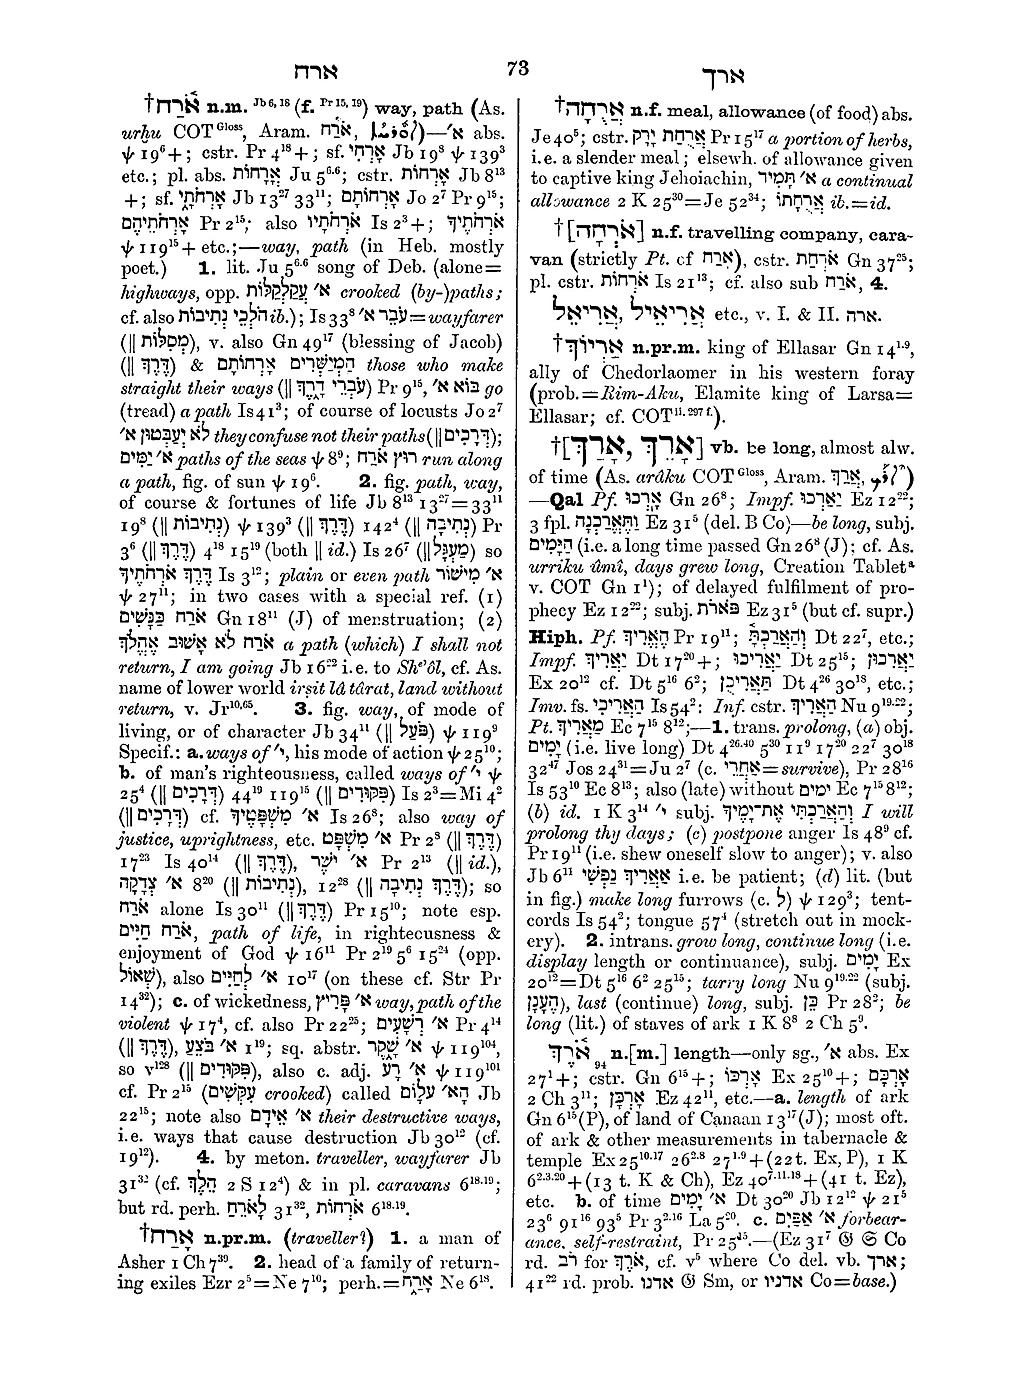 ארח
73
ארך
†אֹ֫רַח n.m. Jb 6, 18 (f. Pr 15, 19) way, path (As.
urḫu COT Gloss, Aram. אֹרַח, )—א׳ abs.
ψ 19⁶ +; cstr. Pr 4¹⁸ +; sf. אָרְחִי Jb 19⁸ ψ 139³
etc.; pl. abs. אֳרָחוֹת Ju 5⁶·⁶; cstr. אָרְחוֹת Jb 8¹³
+; sf. אָרְחֹתָ֑י Jb 13²⁷ 33¹¹; אָרְחוֹתָם Jo 2⁷ Pr 9¹⁵;
אָרְחֹתֵיהֶם Pr 2¹⁵; also אֹרְחֹתָיו Is 2³ +; אֹרְחֹתֶיךָ
ψ 119¹⁵ + etc.;—way, path (in Heb. mostly
poet.) 1. lit. Ju 5⁶·⁶ song of Deb. (alone=
highways, opp. א׳ עֲקַלְקַלּוֹת crooked (by-)paths;
cf. also הֹלְכֵי נְתִיבוֹת ib.); Is 33⁸ עֹבֵר א׳ = wayfarer
(|| מְסִלּוֹת), v. also Gn 49¹⁷ (blessing of Jacob)
(|| דֶּרֶךְ) & הַמְיַשְּׁרִים אָרְחוֹתָם those who make
straight their ways (|| עֹבְרֵי דָ֑רֶךְ) Pr 9¹⁵, בּוֹא א׳ go
(tread) a path Is 41³; of course of locusts Jo 2⁷
לֹא יְעַבְּטוּן א׳ they confuse not their paths (|| דְּרָכִים);
א׳ יַמִּים paths of the seas ψ 8⁹; רוּץ אֹרַח run along
a path, fig. of sun ψ 19⁶. 2. fig. path, way,
of course & fortunes of life Jb 8¹³ 13²⁷ = 33¹¹
19⁸ (|| נְתִיבוֹת) ψ 139³ (|| דֶּרֶךְ) 142⁴ (|| נְתִיבָה) Pr
3⁶ (|| דֶּרֶךְ) 4¹⁸ 15¹⁹ (both || id.) Is 26⁷ (|| מַעְגָּל) so
דֶּרֶךְ אֹרְחֹתֶיךָ Is 3¹²; plain or even path א׳ מִישׁוֹר
ψ 27¹¹; in two cases with a special ref. (1)
אֹרַח כַּנָּשִׁים Gn 18¹¹ (J) of menstruation; (2)
אֹרַח לֹא אָשׁוּב אֶהֱלֹךְ a path (which) I shall not
return, I am going Jb 16²² i.e. to Shᵉʾôl, cf. As.
name of lower world irṣit lâ târat, land without
return, v. Jr 10, 65. 3. fig. way, of mode of
living, or of character Jb 34¹¹ (|| פֹּעַל) ψ 119⁹
Specif.: a. ways of י׳, his mode of action ψ 25¹⁰;
b. of man's righteousness, called ways of י׳ ψ
25⁴ (|| דְּרָכִים) 44¹⁹ 119¹⁵ (|| פִּקּוּדִים) Is 2³ = Mi 4²
(|| דְּרָכִים) cf. א׳ מִשְׁפָּטֶיךָ Is 26⁸; also way of
justice, uprightness, etc. א׳ מִשְׁפָּט Pr 2⁸ (|| דֶּרֶךְ)
17²³ Is 40¹⁴ (|| דֶּרֶךְ), א׳ ישֶׁר Pr 2¹³ (|| id.),
א׳ צְדָקָה 8²⁰ (|| נְתִיבוֹת), 12²⁸ (|| דֶּרֶךְ נְתִיבָה); so
אֹרַח alone Is 30¹¹ (|| דֶּרֶךְ) Pr 15¹⁰; note esp.
אֹרַח חַיִּים, path of life, in righteousness &
enjoyment of God ψ 16¹¹ Pr 2¹⁹ 5⁶ 15²⁴ (opp.
שְׁאוֹל), also א׳ לְחַיִּים 10¹⁷ (on these cf. Str Pr
14³²); c. of wickedness, א׳ פָּרִיץ way, path of the
violent ψ 17⁴, cf. also Pr 22²⁵; א׳ רְשָׁעִים Pr 4¹⁴
(|| דֶּרֶךְ), א׳ בֹּצֵעַ 1¹⁹; sq. abstr. א׳ שָׁ֑קֶר ψ 119¹⁰⁴,
so v¹²⁸ (|| פִּקּוּדִים), also c. adj. א׳ רָע ψ 119¹⁰¹
cf. Pr 2¹⁵ (עִקְּשִׁים crooked) called הָא׳ עוֹלָם Jb
22¹⁵; note also א׳ אֵידָם their destructive ways,
i.e. ways that cause destruction Jb 30¹² (cf.
19¹²). 4. by meton. traveller, wayfarer Jb
31³² (cf. הֵלֶךְ 2 S 12⁴) & in pl. caravans 6¹⁸·¹⁹;
but rd. perh. לָאֹרֵחַ 31³², אֹרְחוֹת 6¹⁸·¹⁹.
†אָרַח n.pr.m. (traveller?) 1. a man of
Asher 1 Ch 7³⁹. 2. head of a family of return-
ing exiles Ezr 2⁵ = Ne 7¹⁰; perh. = אָרָ֑ח Ne 6¹⁸.
†אֲרֻחָה n.f. meal, allowance (of food) abs.
Je 40⁵; cstr. אֲרֻחַת יָרָק Pr 15¹⁷ a portion of herbs,
i.e. a slender meal; elsewh. of allowance given
to captive king Jehoiachin, א׳ תָּמִיד a continual
allowance 2 K 25³⁰ = Je 52³⁴; אֲרֻחָתוֹ ib. = id.
†[אֹרְחָה] n.f. travelling company, cara-
van (strictly Pt. cf אָרַח), cstr. אֹרְחַת Gn 37²⁵;
pl. cstr. אֹרְחוֹת Is 21¹³; cf. also sub אֹרַח, 4.
אֲרִיאֵל, אֲרִיאֵיל etc., v. I. & II. ארה.
†אַרְיוֹךְ n.pr.m. king of Ellasar Gn 14¹·⁹,
ally of Chedorlaomer in his western foray
(prob. = Rim-Aku, Elamite king of Larsa=
Ellasar; cf. COT ii. 297 f.).
†[אָרֵךְ, אָרַךְ] vb. be long, almost alw.
of time (As. arâku COT Gloss, Aram. אֲרַךְ, )
—Qal Pf. אָֽרְכוּ Gn 26⁸; Impf. יַאַרְכוּ Ez 12²²;
3 fpl. וַתֶּאֱרַכְנָה Ez 31⁵ (del. B Co)—be long, subj.
הַיָּמִים (i.e. a long time passed Gn 26⁸ (J); cf. As.
urriku ûmî, days grew long, Creation Tablet ᵃ
v. COT Gn 1¹); of delayed fulfilment of pro-
phecy Ez 12²²; subj. פֹּארֹת Ez 31⁵ (but cf. supr.)
Hiph. Pf. הֶאֱרִיךְ Pr 19¹¹; הַאֲרַכְתָּ֫ Dt 22⁷, etc.;
Impf. יַאֲרִיךְ Dt 17²⁰ +; יַאֲרִיכוּ Dt 25¹⁵; יַאֲרִכוּן
Ex 20¹² cf. Dt 5¹⁶ 6²; תַּאֲרִיכֻן Dt 4²⁶ 30¹⁸, etc.;
Imv. fs. הַאֲרִיכִי Is 54²: Inf. cstr. הַאֲרִיךְ Nu 9¹⁹·²²;
Pt. מַאֲרִיךְ Ec 7¹⁵ 8¹²;—1. trans. prolong, (a) obj.
יָמִים (i.e. live long) Dt 4²⁶·⁴⁰ 5³⁰ 11⁹ 17²⁰ 22⁷ 30¹⁸
32⁴⁷ Jos 24³¹ = Ju 2⁷ (c. אַחֲרֵי = survive), Pr 28¹⁶
Is 53¹⁰ Ec 8¹³; also (late) without ימים Ec 7¹⁵ 8¹²;
(b) id. 1 K 3¹⁴ י׳ subj. וְהַאֲרַכְתִּי אֶת־יָמֶיךָ I will
prolong thy days; (c) postpone anger Is 48⁹ cf.
Pr 19¹¹ (i.e. shew oneself slow to anger); v. also
Jb 6¹¹ אַאֲרִיךְ נַפְשִׁי i.e. be patient; (d) lit. (but
in fig.) make long furrows (c. לְ) ψ 129³; tent-
cords Is 54²; tongue 57⁴ (stretch out in mock-
ery). 2. intrans. grow long, continue long (i.e.
display length or continuance), subj. יָמִים Ex
20¹² = Dt 5¹⁶ 6² 25¹⁵; tarry long Nu 9¹⁹·²² (subj.
הֶעָנָן), last (continue) long, subj. כֵּן Pr 28²; be
long (lit.) of staves of ark 1 K 8⁸ 2 Ch 5⁹.
אֹ֫רֶךְ 94 n.[m.] length—only sg., א׳ abs. Ex
27¹ +; cstr. Gn 6¹⁵ +; אָרְכּוֹ Ex 25¹⁰ +; אָרְכָּם
2 Ch 3¹¹; אָרְכָּן Ez 42¹¹, etc.—a. length of ark
Gn 6¹⁵ (P), of land of Canaan 13¹⁷ (J); most oft.
of ark & other measurements in tabernacle &
temple Ex 25¹⁰·¹⁷ 26²·⁸ 27¹·⁹ + (22 t. Ex, P), 1 K
6²·³·²⁰ + (13 t. K & Ch), Ez 40⁷·¹¹·¹⁸ + (41 t. Ez),
etc. b. of time א׳ יָמִים Dt 30²⁰ Jb 12¹² ψ 21⁵
23⁶ 91¹⁶ 93⁵ Pr 3²·¹⁶ La 5²⁰. c. א׳ אַפַּיִם forbear-
ance, self-restraint, Pr 25¹⁵.—(Ez 31⁷ 𝔊 𝔖 Co
rd. רֹב for אֹרֶךְ, cf. v⁵ where Co del. vb. ארך;
41²² rd. prob. אדנו 𝔊 Sm, or אדניו Co = base.)